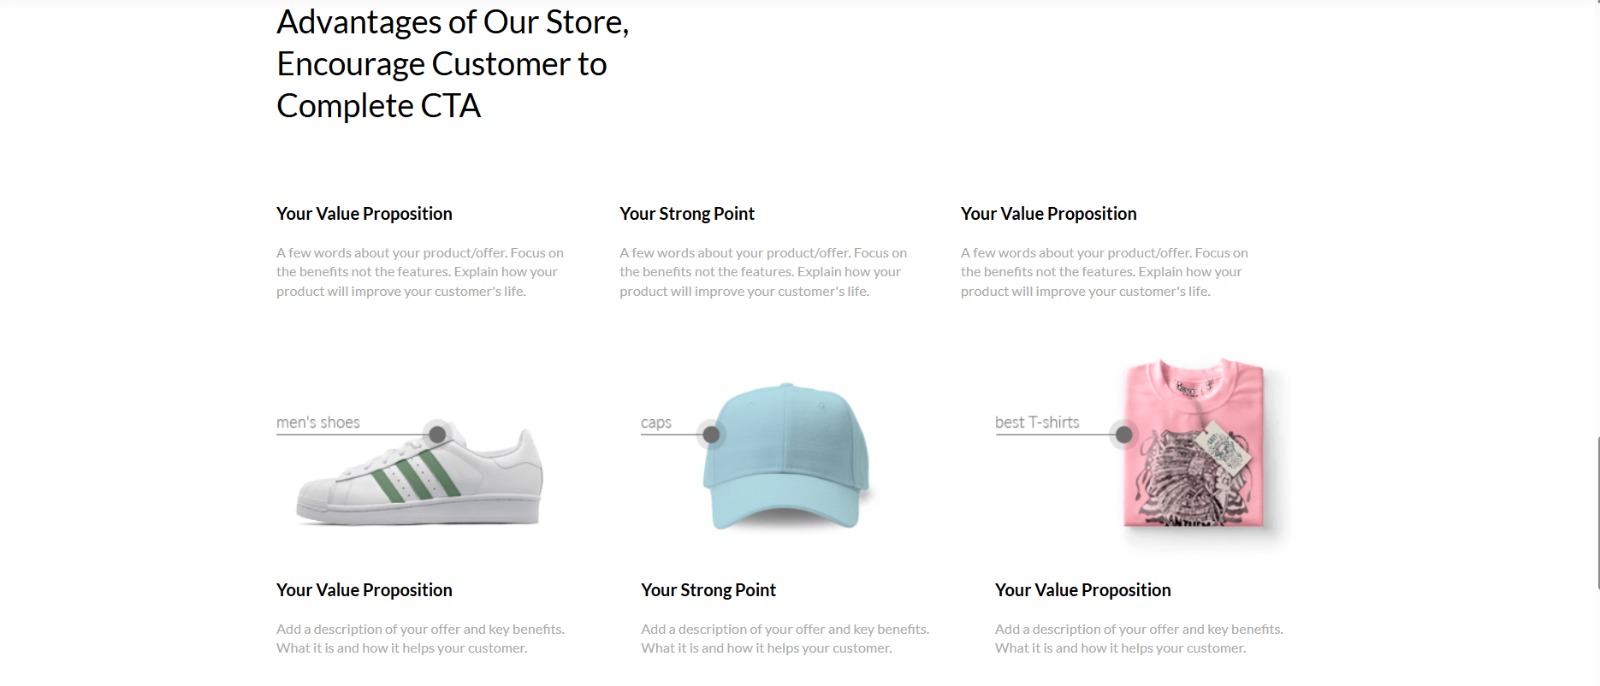 Advantages of Our Store,
Encourage Customer to
Complete CTA
Your Value Proposition
A few words about your product/offer. Focus on
the benefits not the features. Explain how your
product will improve your customer's life.
Your Strong Point
A few words about your product/offer. Focus on
the benefits not the features. Explain how your
product will improve your customer's life.
Your Value Proposition
A few words about your product/offer. Focus on
the benefits not the features. Explain how your
product will improve your customer's life.
men's shoes
caps
best T-shirts
Your Value Proposition
Add a description of your offer and key benefits.
What it is and how it helps your customer.
Your Strong Point
Add a description of your offer and key benefits.
What it is and how it helps your customer.
Your Value Proposition
Add a description of your offer and key benefits.
What it is and how it helps your customer.